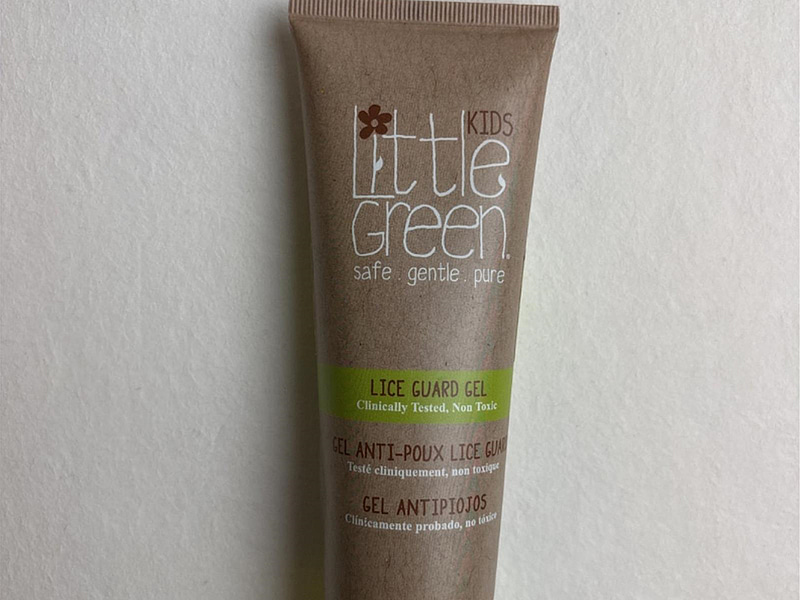 KIDS
Little
Green
safe . gentle . pure
LICE GUARD GEL
Clinically Tested, Non Toxic
GEL ANTI-POUX LICE GUARD
Testé cliniquement, non toxique
GEL ANTIPIOJOS
Clínicamente probado, no tóxico